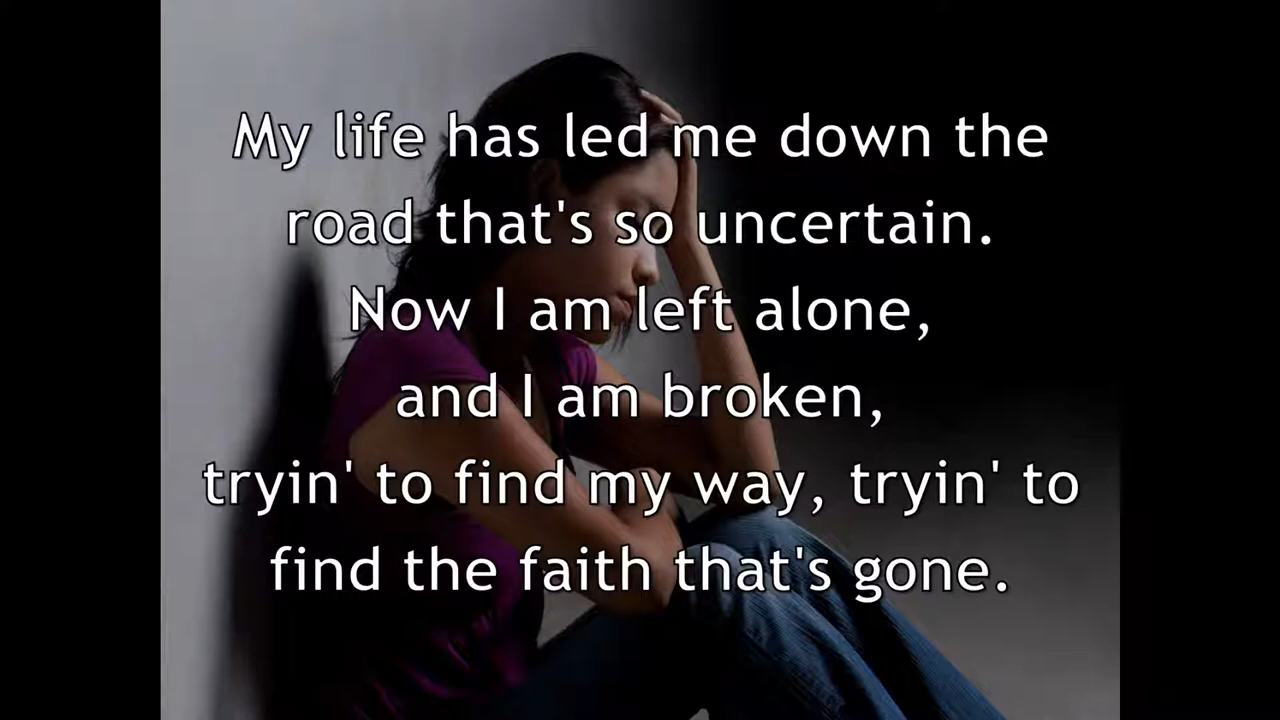 My life has led me down the
road that's so uncertain.
Now I am left alone,
and I am broken,
tryin' to find my way, tryin' to
find the faith that's gone.